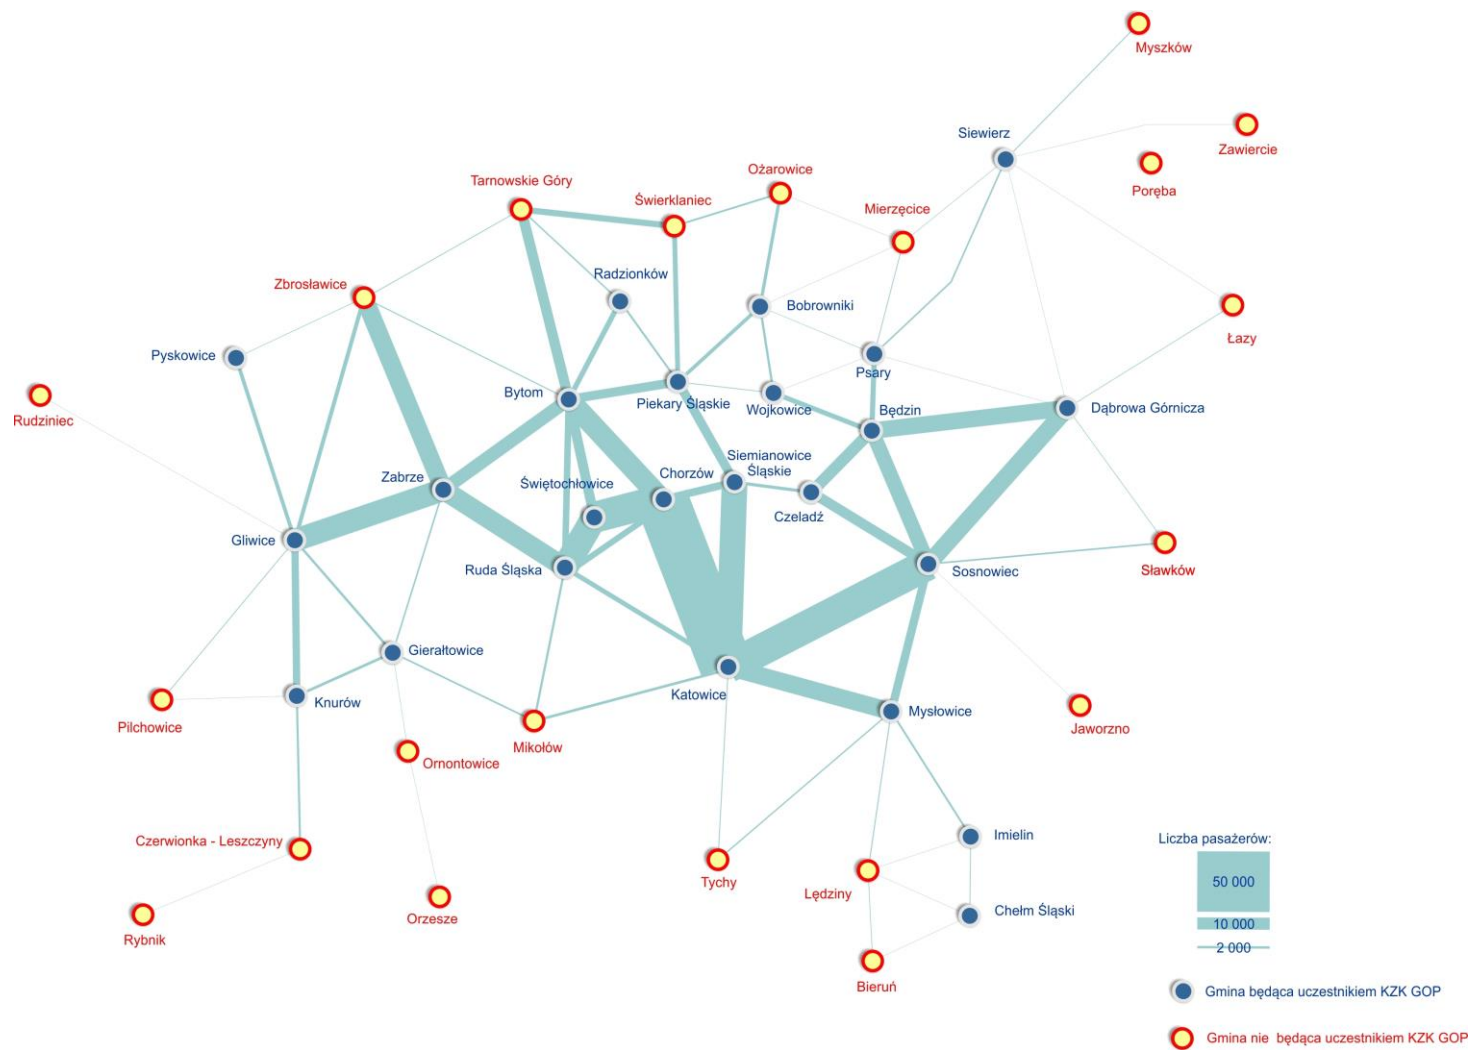 Myszków
Zawiercie
Siewierz
Poręba
Ożarowice
Tarnowskie Góry
Świerklaniec
Mierzęcice
Radzionków
Zbrosławice
Bobrowniki
Łazy
Pyskowice
Psary
Bytom
Piekary Śląskie
Wojkowice
Będzin
Dąbrowa Górnicza
Rudziniec
Siemianowice
Śląskie
Chorzów
Zabrze
Świętochłowice
Czeladź
Gliwice
Ruda Śląska
Sosnowiec
Sławków
Gierałtowice
Katowice
Knurów
Mysłowice
Pilchowice
Jaworzno
Mikołów
Ornontowice
Czerwionka - Leszczyny
Imielin
Liczba pasażerów:
50 000
Tychy
Lędziny
Chełm Śląski
Orzesze
10 000
Rybnik
2 000
Bieruń
Gmina będąca uczestnikiem KZK GOP
Gmina nie będąca uczestnikiem KZK GOP